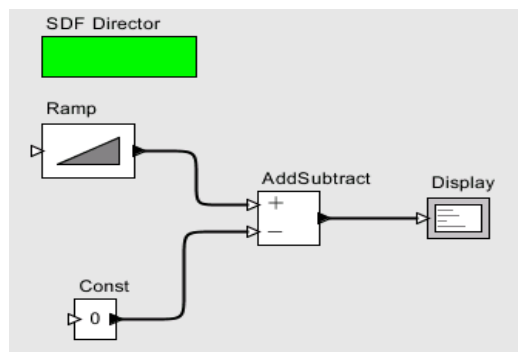 SDF Director
Ramp
AddSubtract
+
−
Display
Const
0